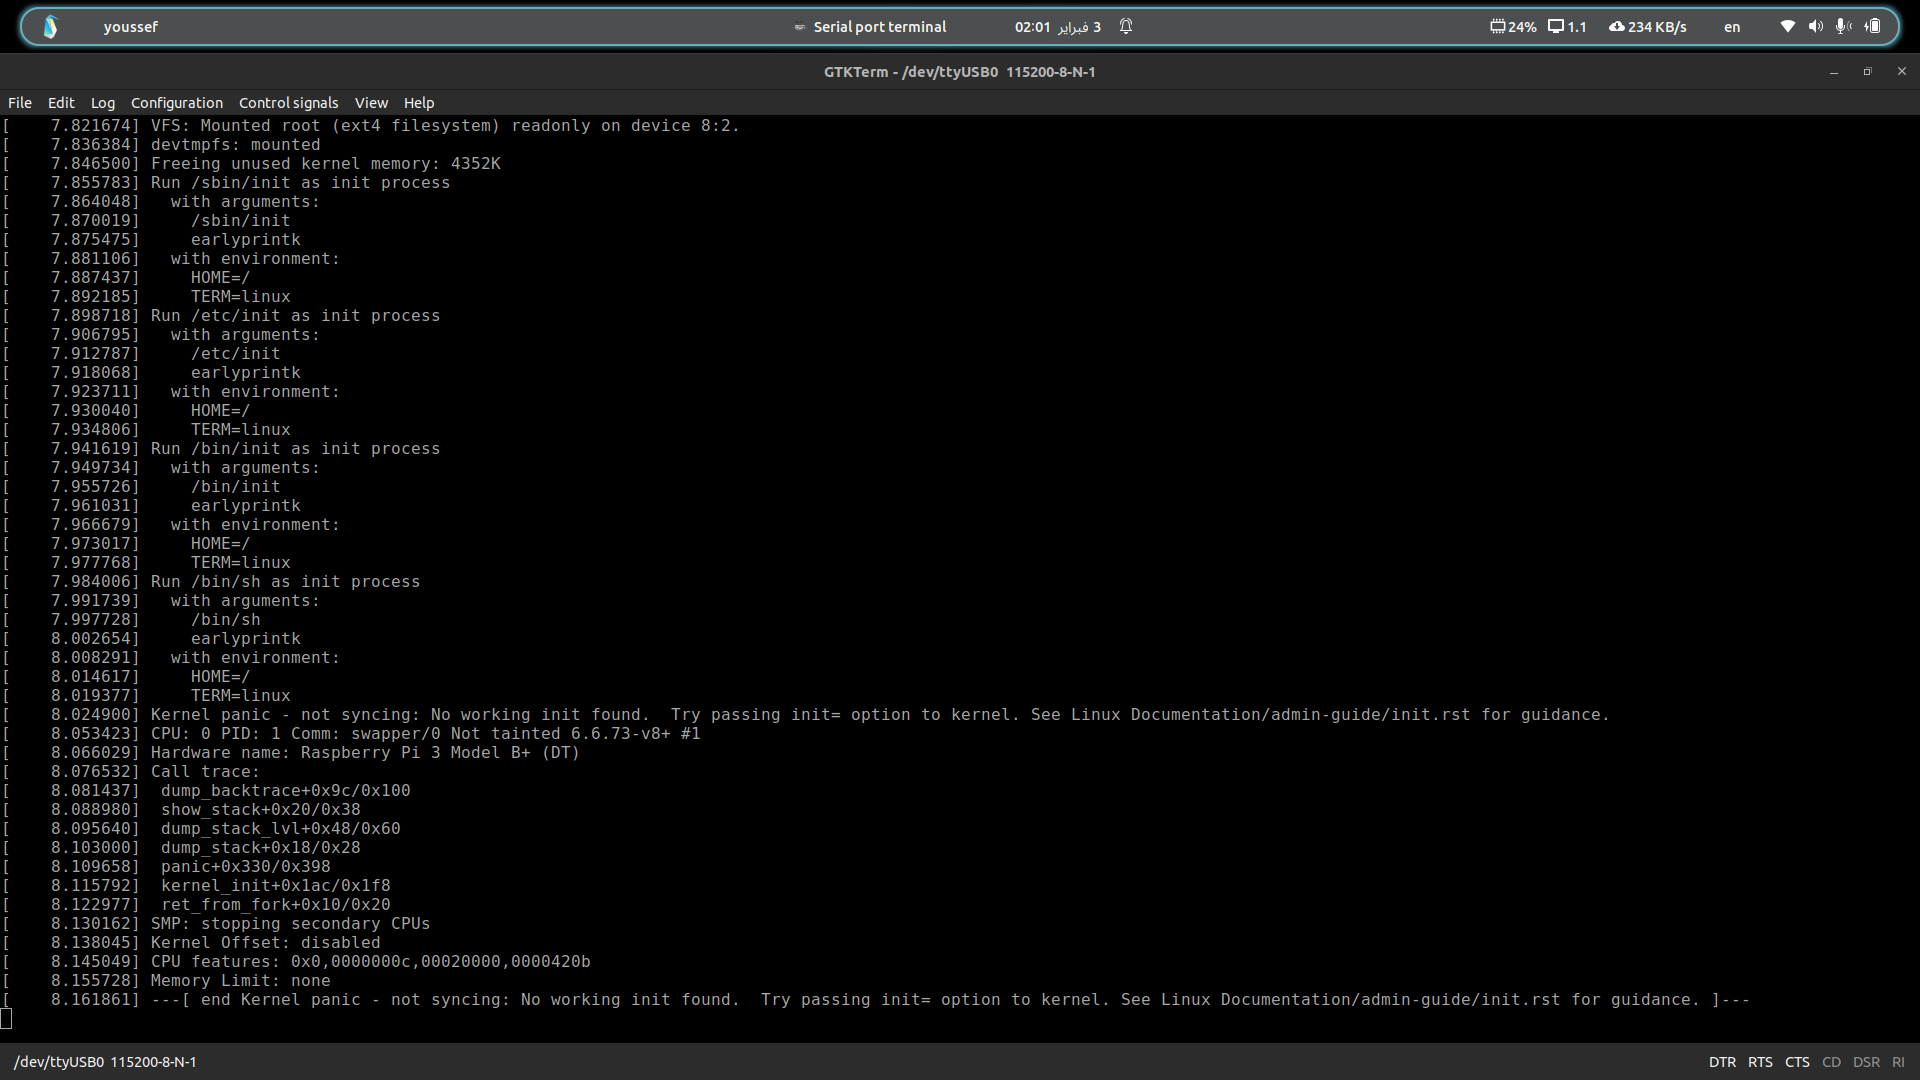 youssef
Serial port terminal
02:01 3 فبراير
24% 1.1 234 KB/s en
GTKTerm - /dev/ttyUSB0 115200-8-N-1
File Edit Log Configuration Control signals View Help
[    7.821674] VFS: Mounted root (ext4 filesystem) readonly on device 8:2.
[    7.836384] devtmpfs: mounted
[    7.846500] Freeing unused kernel memory: 4352K
[    7.855783] Run /sbin/init as init process
[    7.864048]   with arguments:
[    7.870019]     /sbin/init
[    7.875475]     earlyprintk
[    7.881106]   with environment:
[    7.887437]     HOME=/
[    7.892185]     TERM=linux
[    7.898718] Run /etc/init as init process
[    7.906795]   with arguments:
[    7.912787]     /etc/init
[    7.918068]     earlyprintk
[    7.923711]   with environment:
[    7.930040]     HOME=/
[    7.934806]     TERM=linux
[    7.941619] Run /bin/init as init process
[    7.949734]   with arguments:
[    7.955726]     /bin/init
[    7.961031]     earlyprintk
[    7.966679]   with environment:
[    7.973017]     HOME=/
[    7.977768]     TERM=linux
[    7.984006] Run /bin/sh as init process
[    7.991739]   with arguments:
[    7.997728]     /bin/sh
[    8.002654]     earlyprintk
[    8.008291]   with environment:
[    8.014617]     HOME=/
[    8.019377]     TERM=linux
[    8.024900] Kernel panic - not syncing: No working init found.  Try passing init= option to kernel. See Linux Documentation/admin-guide/init.rst for guidance.
[    8.053423] CPU: 0 PID: 1 Comm: swapper/0 Not tainted 6.6.73-v8+ #1
[    8.066029] Hardware name: Raspberry Pi 3 Model B+ (DT)
[    8.076532] Call trace:
[    8.081437]  dump_backtrace+0x9c/0x100
[    8.088980]  show_stack+0x20/0x38
[    8.095640]  dump_stack_lvl+0x48/0x60
[    8.103000]  dump_stack+0x18/0x28
[    8.109658]  panic+0x330/0x398
[    8.115792]  kernel_init+0x1ac/0x1f8
[    8.122977]  ret_from_fork+0x10/0x20
[    8.130162] SMP: stopping secondary CPUs
[    8.138045] Kernel Offset: disabled
[    8.145049] CPU features: 0x0,0000000c,00020000,0000420b
[    8.155728] Memory Limit: none
[    8.161861] ---[ end Kernel panic - not syncing: No working init found.  Try passing init= option to kernel. See Linux Documentation/admin-guide/init.rst for guidance. ]---
/dev/ttyUSB0 115200-8-N-1
DTR RTS CTS CD DSR RI